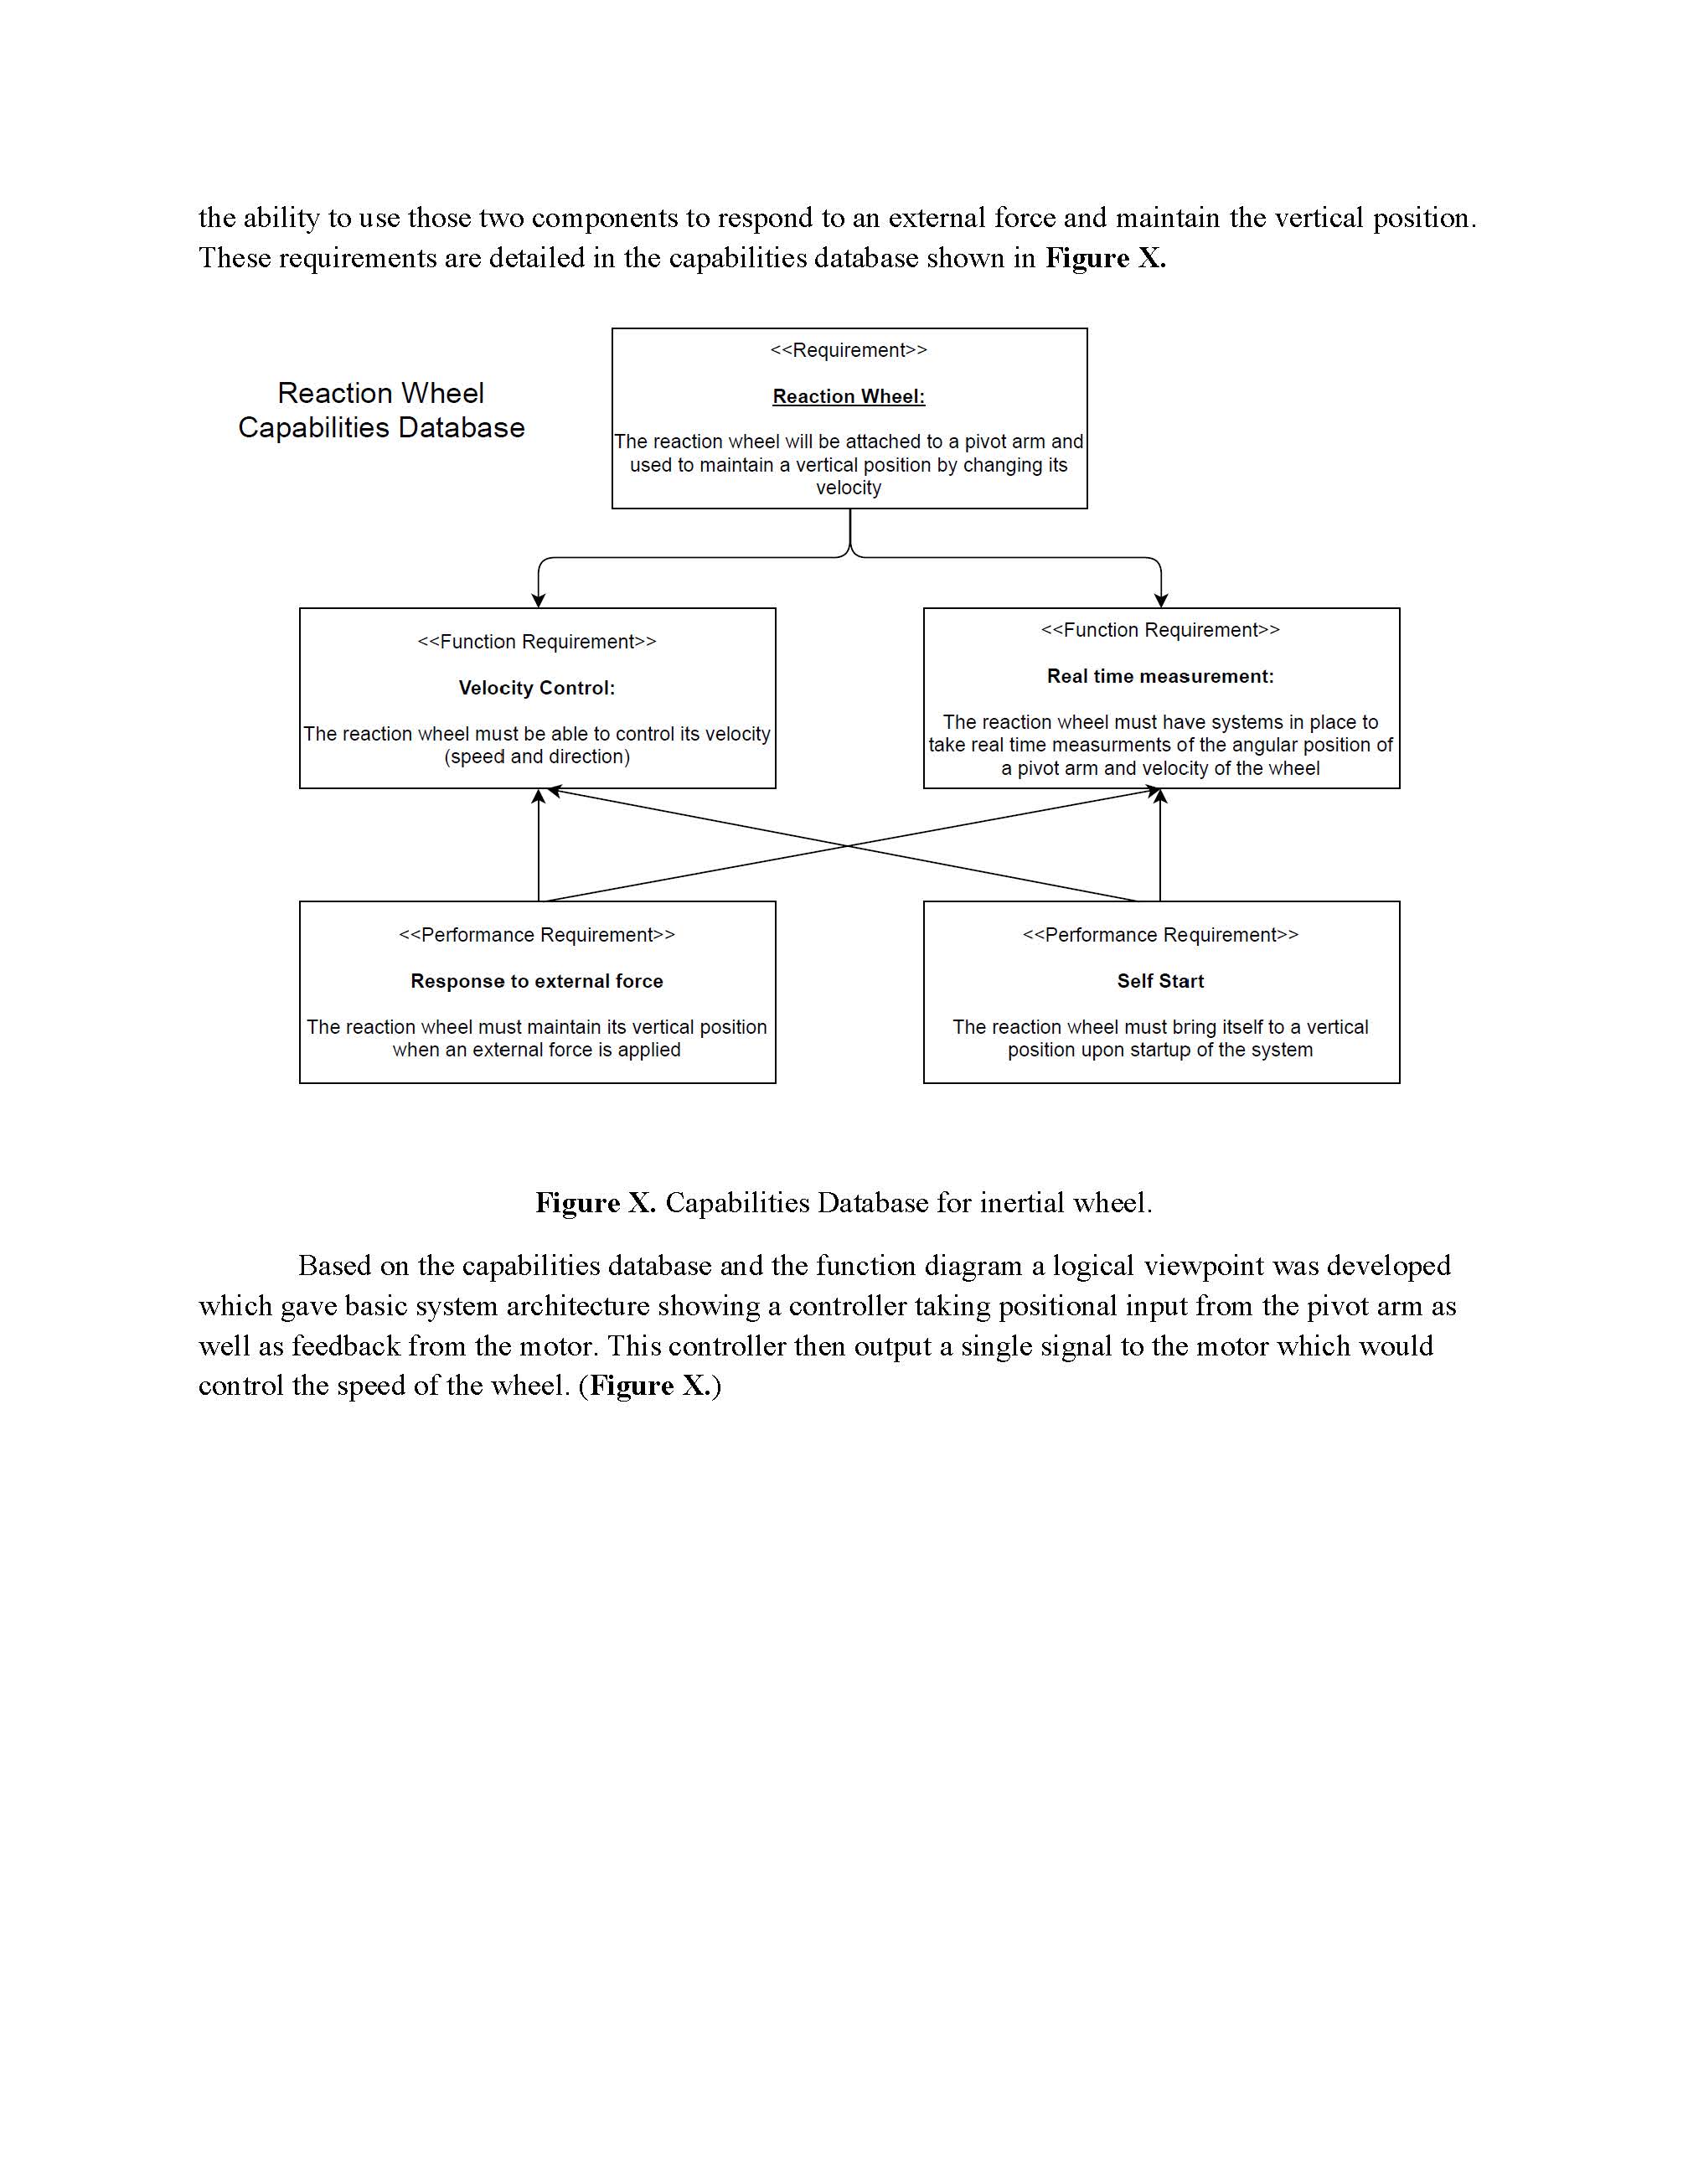 the ability to use those two components to respond to an external force and maintain the vertical position.
These requirements are detailed in the capabilities database shown in Figure X.
Reaction Wheel
Capabilities Database
<<Requirement>>
Reaction Wheel:
The reaction wheel will be attached to a pivot arm and
used to maintain a vertical position by changing its
velocity
<<Function Requirement>>
Velocity Control:
The reaction wheel must be able to control its velocity
(speed and direction)
<<Function Requirement>>
Real time measurement:
The reaction wheel must have systems in place to
take real time measurments of the angular position of
a pivot arm and velocity of the wheel
<<Performance Requirement>>
Response to external force
The reaction wheel must maintain its vertical position
when an external force is applied
<<Performance Requirement>>
Self Start
The reaction wheel must bring itself to a vertical
position upon startup of the system
Figure X. Capabilities Database for inertial wheel.
Based on the capabilities database and the function diagram a logical viewpoint was developed
which gave basic system architecture showing a controller taking positional input from the pivot arm as
well as feedback from the motor. This controller then output a single signal to the motor which would
control the speed of the wheel. (Figure X.)